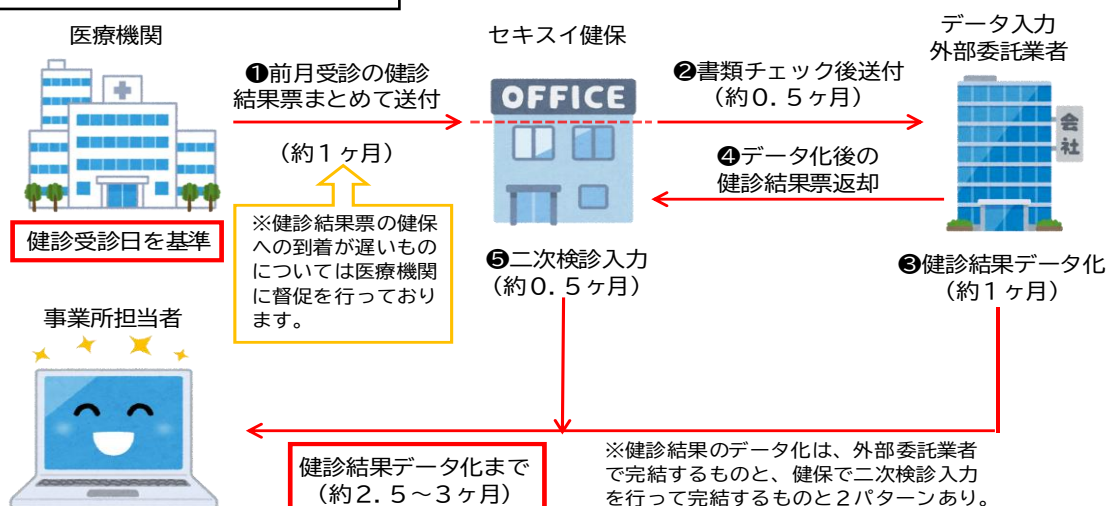 医療機関
❶前月受診の健診
結果票まとめて送付
(約1ヶ月)
※健診結果票の健保
への到着が遅いもの
については医療機関
に督促を行っており
ます。
健診受診日を基準
セキスイ健保
OFFICE
❷書類チェック後送付
(約0.5ヶ月)
❹データ化後の
健診結果票返却
データ入力
外部委託業者
会社
❸健診結果データ化
(約1ヶ月)
❺二次検診入力
(約0.5ヶ月)
事業所担当者
健診結果データ化まで
(約2.5~3ヶ月)
※健診結果のデータ化は、外部委託業者
で完結するものと、健保で二次検診入力
を行って完結するものと2パターンあり。